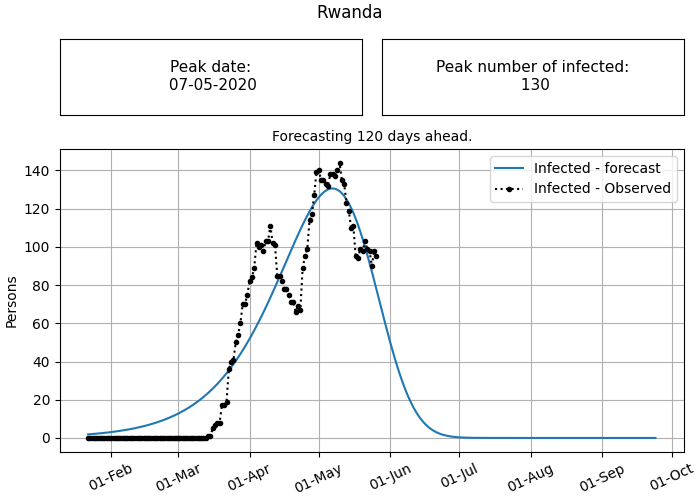 Rwanda
Peak date:
07-05-2020
Peak number of infected:
130
Forecasting 120 days ahead.
Infected - forecast
Infected - Observed
Persons
140
120
100
80
60
40
20
0
01-Feb
01-Mar
01-Apr
01-May
01-Jun
01-Jul
01-Aug
01-Sep
01-Oct